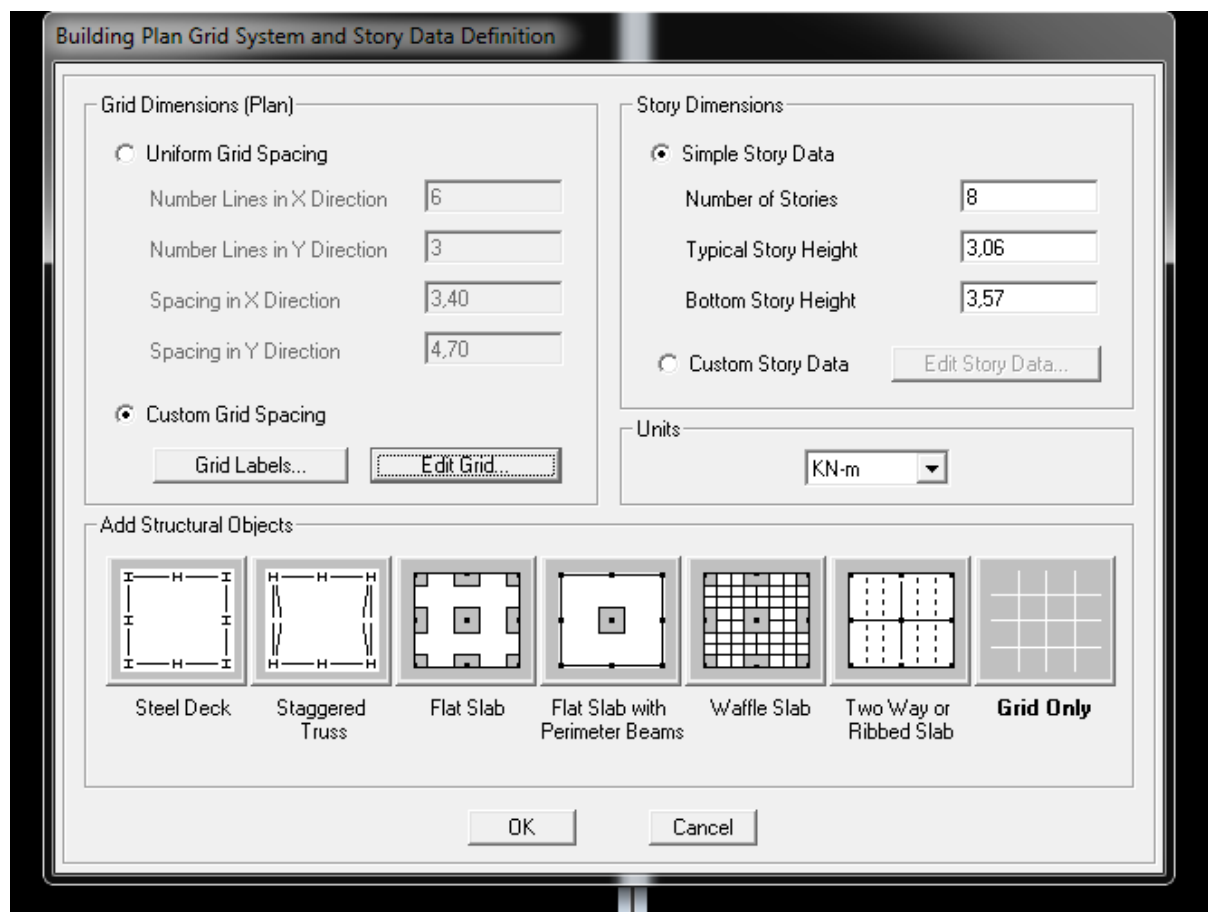 Building Plan Grid System and Story Data Definition
Grid Dimensions (Plan)
Uniform Grid Spacing
Number Lines in X Direction 6
Number Lines in Y Direction 3
Spacing in X Direction 3,40
Spacing in Y Direction 4,70
Custom Grid Spacing
Grid Labels... Edit Grid...
Story Dimensions
Simple Story Data
Number of Stories 8
Typical Story Height 3,06
Bottom Story Height 3,57
Custom Story Data Edit Story Data...
Units
KN-m
Add Structural Objects
Steel Deck
Staggered
Truss
Flat Slab
Flat Slab with
Perimeter Beams
Waffle Slab
Two Way or
Ribbed Slab
Grid Only
OK Cancel